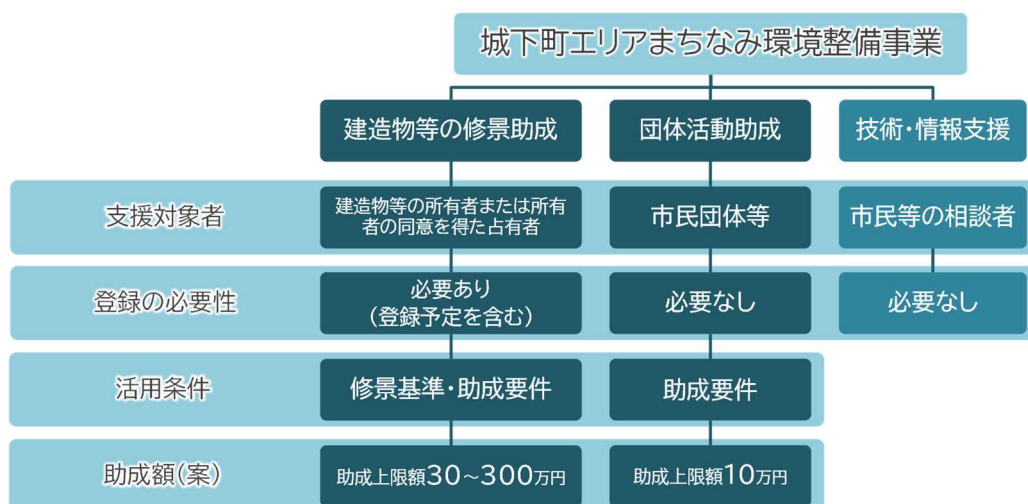 城下町エリアまちなみ環境整備事業
建造物等の修景助成
団体活動助成
技術・情報支援
支援対象者
建造物等の所有者または所有
者の同意を得た占有者
市民団体等
市民等の相談者
登録の必要性
必要あり
（登録予定を含む）
必要なし
必要なし
活用条件
修景基準・助成要件
助成要件
助成額（案）
助成上限額30～300万円
助成上限額10万円